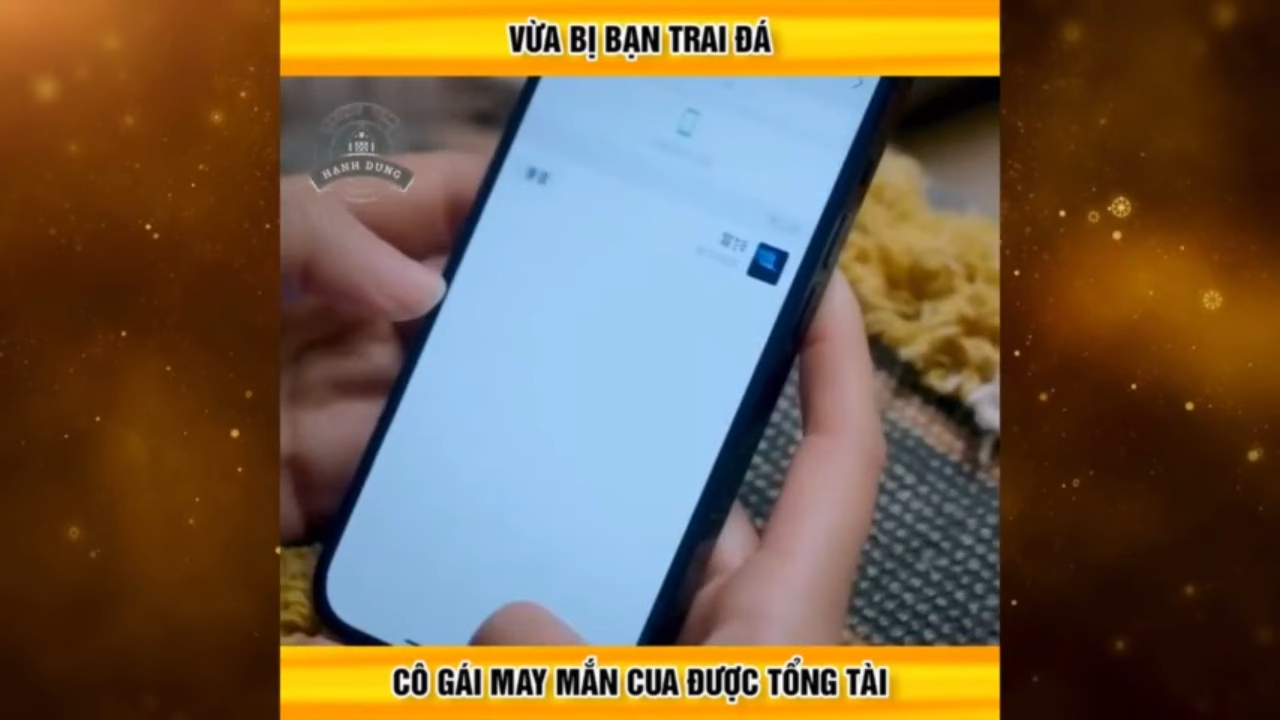 VỪA BỊ BẠN TRAI ĐÁ
HẠNH DUNG
CÔ GÁI MAY MẮN CUA ĐƯỢC TỔNG TÀI